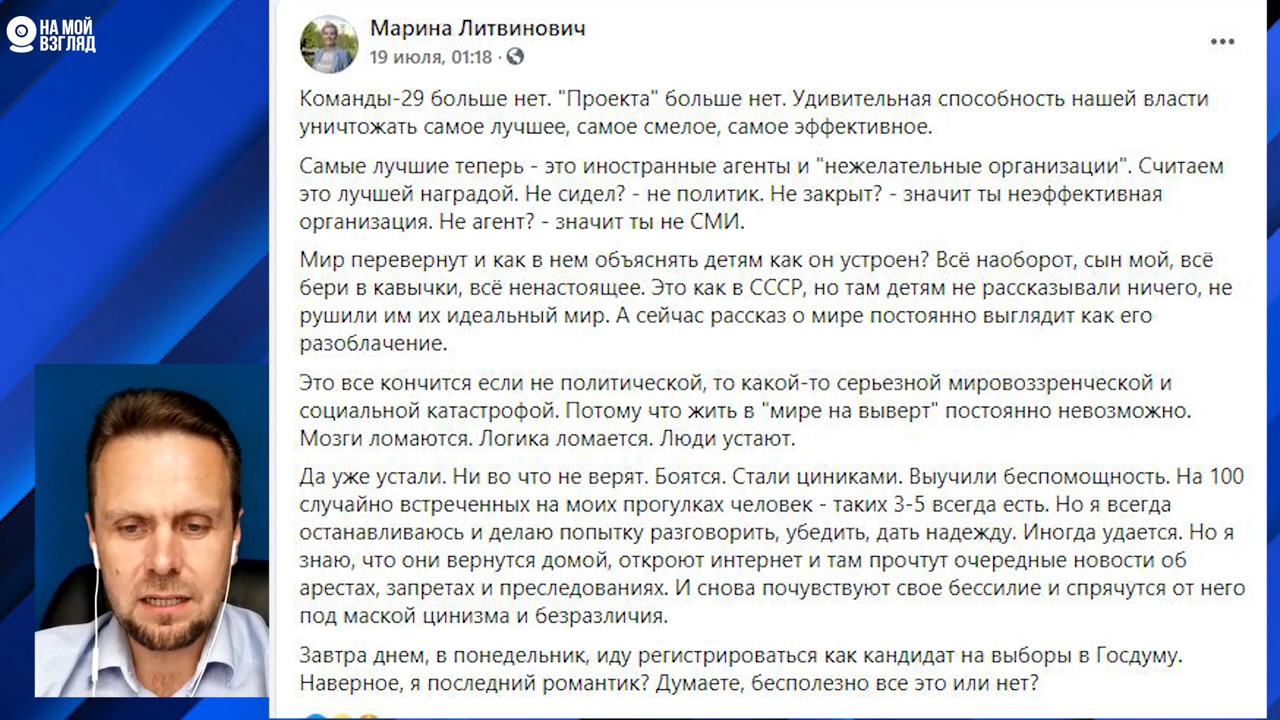 НА МОЙ
ВЗГЛЯД
Марина Литвинович
19 июля, 01:18 ·
Команды-29 больше нет. "Проекта" больше нет. Удивительная способность нашей власти
уничтожать самое лучшее, самое смелое, самое эффективное.
Самые лучшие теперь - это иностранные агенты и "нежелательные организации". Считаем
это лучшей наградой. Не сидел? - не политик. Не закрыт? - значит ты неэффективная
организация. Не агент? - значит ты не СМИ.
Мир перевернут и как в нем объяснять детям как он устроен? Всё наоборот, сын мой, всё
бери в кавычки, всё ненастоящее. Это как в СССР, но там детям не рассказывали ничего, не
рушили им их идеальный мир. А сейчас рассказ о мире постоянно выглядит как его
разоблачение.
Это все кончится если не политической, то какой-то серьезной мировоззренческой и
социальной катастрофой. Потому что жить в "мире на выверт" постоянно невозможно.
Мозги ломаются. Логика ломается. Люди устают.
Да уже устали. Ни во что не верят. Боятся. Стали циниками. Выучили беспомощность. На 100
случайно встреченных на моих прогулках человек - таких 3-5 всегда есть. Но я всегда
останавливаюсь и делаю попытку разговорить, убедить, дать надежду. Иногда удается. Но я
знаю, что они вернутся домой, откроют интернет и там прочтут очередные новости об
арестах, запретах и преследованиях. И снова почувствуют свое бессилие и спрячутся от него
под маской цинизма и безразличия.
Завтра днем, в понедельник, иду регистрироваться как кандидат на выборы в Госдуму.
Наверное, я последний романтик? Думаете, бесполезно все это или нет?